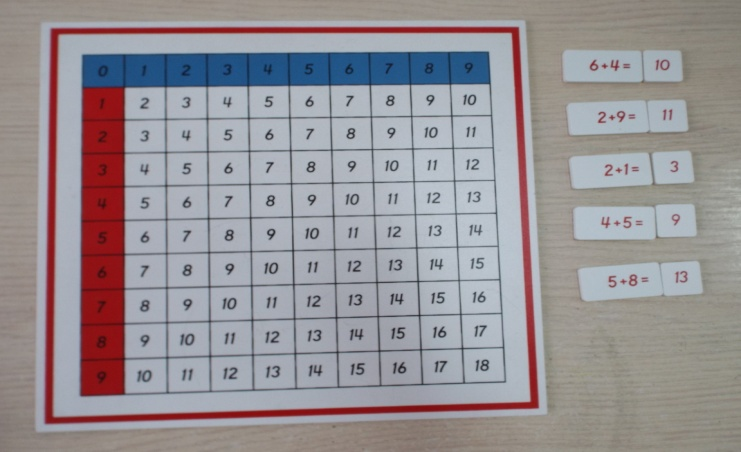 0 1 2 3 4 5 6 7 8 9
1 2 3 4 5 6 7 8 9 10
2 3 4 5 6 7 8 9 10 11
3 4 5 6 7 8 9 10 11 12
4 5 6 7 8 9 10 11 12 13
5 6 7 8 9 10 11 12 13 14
6 7 8 9 10 11 12 13 14 15
7 8 9 10 11 12 13 14 15 16
8 9 10 11 12 13 14 15 16 17
9 10 11 12 13 14 15 16 17 18
6+4= 10
2+9= 11
2+1= 3
4+5= 9
5+8= 13